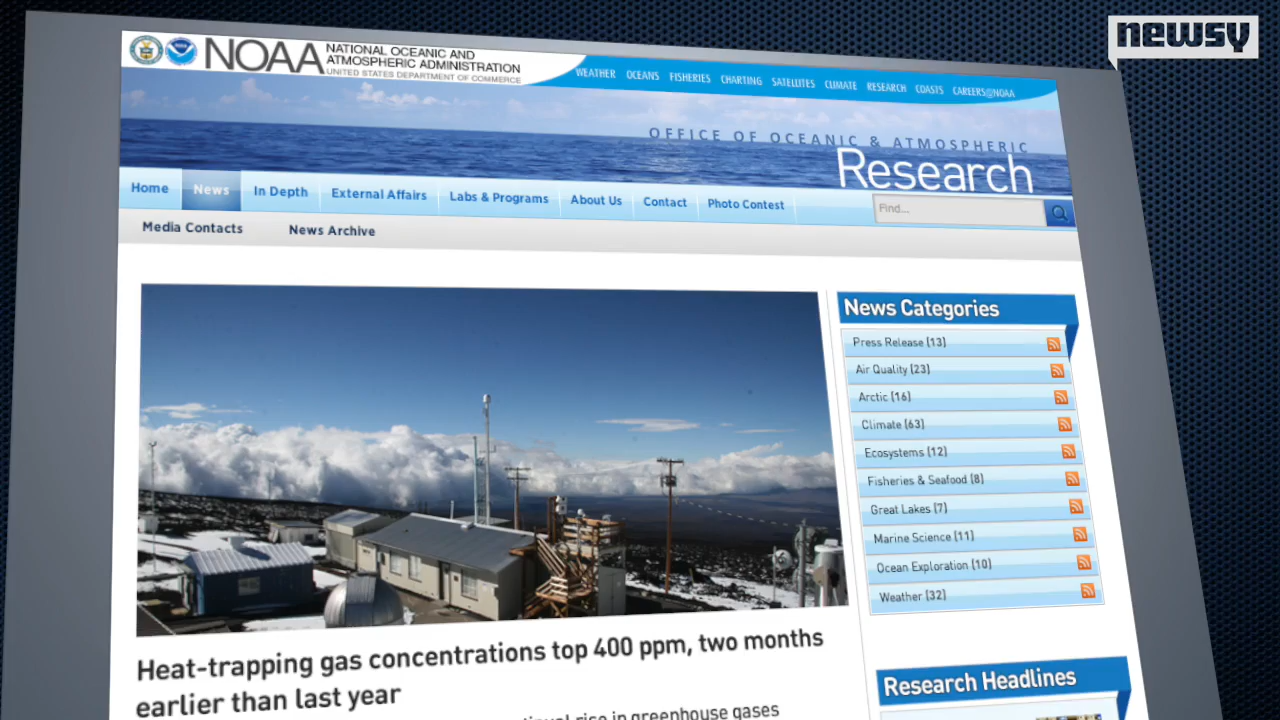 newsy
NOAA
NATIONAL OCEANIC AND
ATMOSPHERIC ADMINISTRATION
UNITED STATES DEPARTMENT OF COMMERCE
WEATHER OCEANS FISHERIES CHARTING SATELLITES CLIMATE RESEARCH COASTS CAREERS@NOAA
OFFICE OF OCEANIC & ATMOSPHERIC
Research
Home News In Depth External Affairs Labs & Programs About Us Contact Photo Contest
Find...
Media Contacts News Archive
News Categories
Press Release (13)
Air Quality (23)
Arctic (16)
Climate (63)
Ecosystems (12)
Fisheries & Seafood (8)
Great Lakes (7)
Marine Science (11)
Ocean Exploration (10)
Weather (32)
Heat-trapping gas concentrations top 400 ppm, two months
earlier than last year
rise in greenhouse gases
Research Headlines